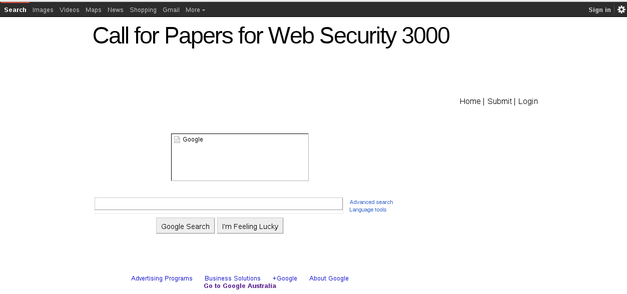 Search Images Videos Maps News Shopping Gmail More Sign in
Call for Papers for Web Security 3000
Home | Submit | Login
Google
Advanced search
Language tools
Google Search I'm Feeling Lucky
Advertising Programs Business Solutions +Google About Google
Go to Google Australia